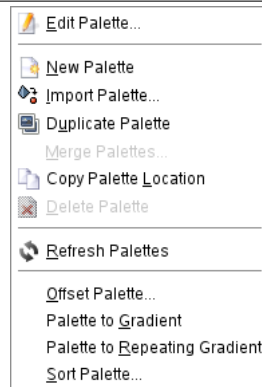 Edit Palette...
New Palette
Import Palette...
Duplicate Palette
Merge Palettes...
Copy Palette Location
Delete Palette
Refresh Palettes
Offset Palette...
Palette to Gradient
Palette to Repeating Gradient
Sort Palette...